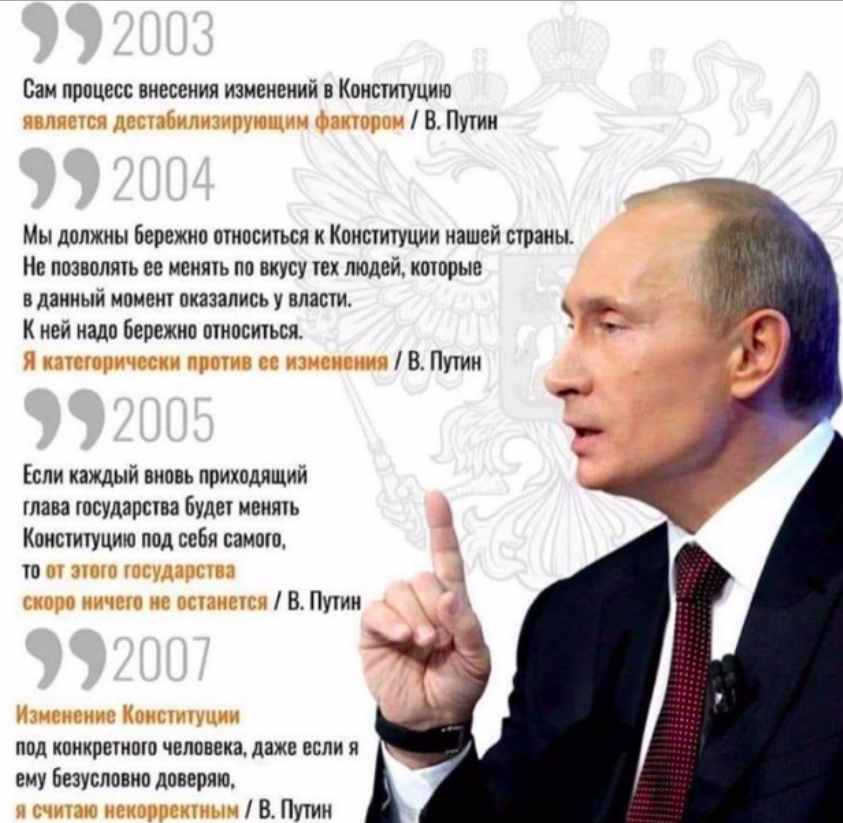 ❟❟ 2003
Сам процесс внесения изменений в Конституцию
является дестабилизирующим фактором / В. Путин
❟❟ 2004
Мы должны бережно относиться к Конституции нашей страны.
Не позволять ее менять по вкусу тех людей, которые
в данный момент оказались у власти.
К ней надо бережно относиться.
Я категорически против ее изменения / В. Путин
❟❟ 2005
Если каждый вновь приходящий
глава государства будет менять
Конституцию под себя самого,
то от этого государства
скоро ничего не останется / В. Путин
❟❟ 2007
Изменение Конституции
под конкретного человека, даже если я
ему безусловно доверяю,
я считаю некорректным / В. Путин